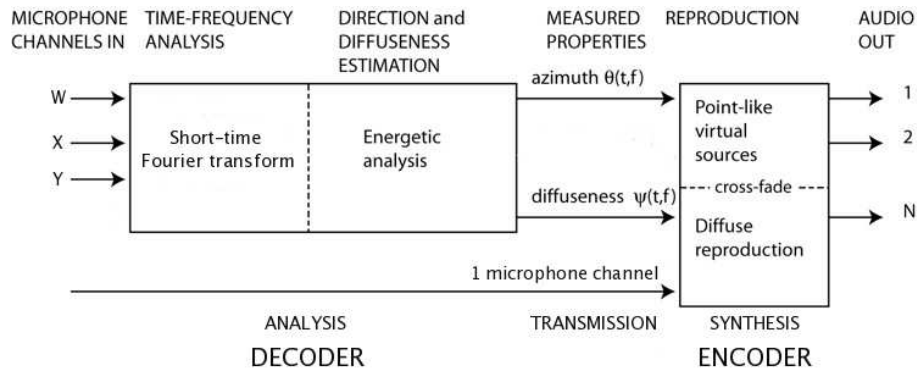 MICROPHONE
CHANNELS IN
TIME-FREQUENCY
ANALYSIS
DIRECTION and
DIFFUSENESS
ESTIMATION
MEASURED
PROPERTIES
REPRODUCTION
AUDIO
OUT
W
X
Y
Short-time
Fourier transform
Energetic
analysis
azimuth θ(t,f)
diffuseness ψ(t,f)
1 microphone channel
Point-like
virtual
sources
cross-fade
Diffuse
reproduction
1
2
N
ANALYSIS
TRANSMISSION
SYNTHESIS
DECODER
ENCODER